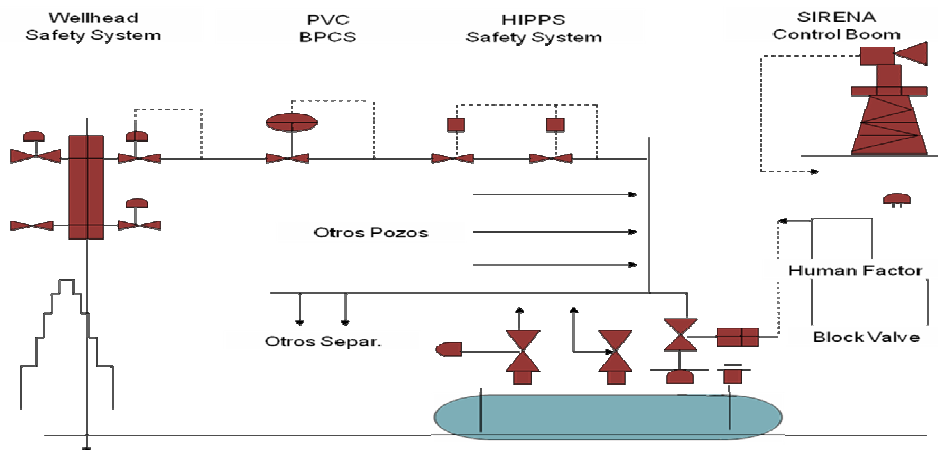 Wellhead
Safety System
PVC
BPCS
HIPPS
Safety System
SIRENA
Control Boom
Otros Pozos
Human Factor
Otros Separ.
Block Valve